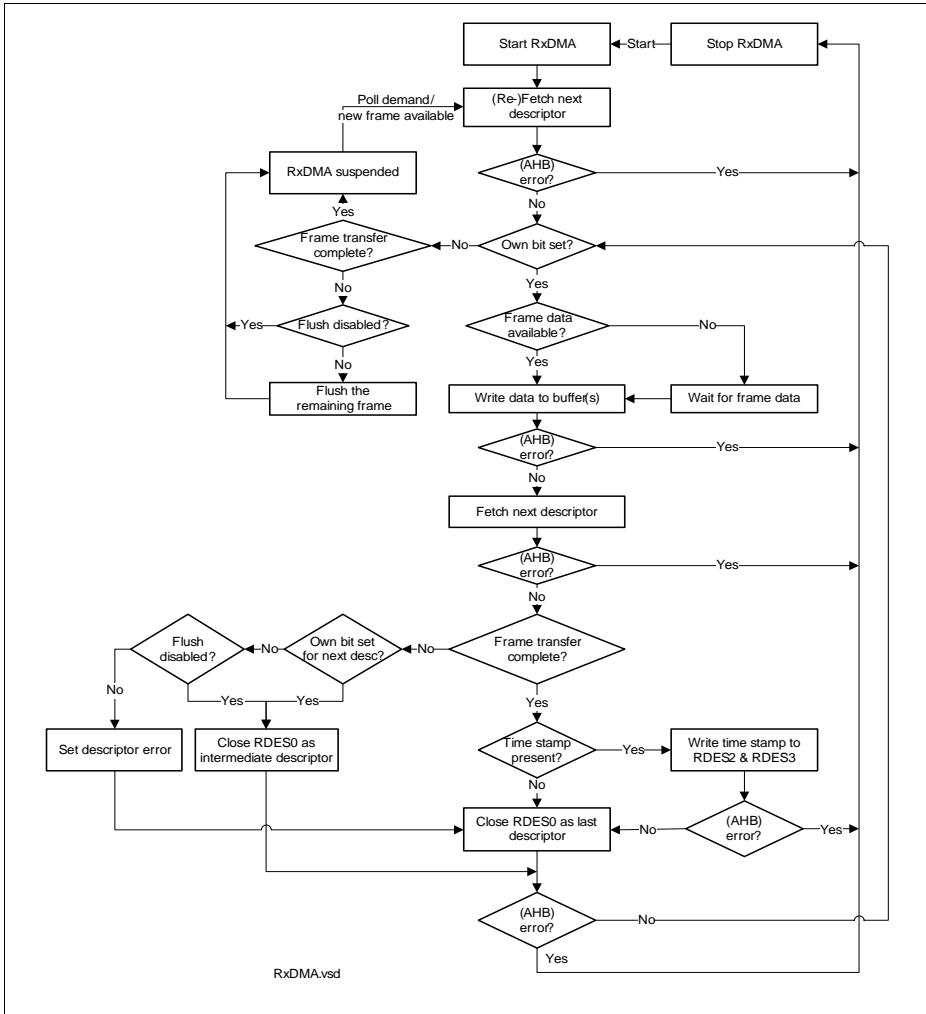 Start RxDMA
Start
Stop RxDMA
Poll demand/
new frame available
(Re-)Fetch next
descriptor
RxDMA suspended
(AHB)
error?
Yes
No
Yes
Frame transfer
complete?
No
Own bit set?
No
Yes
Yes
Flush disabled?
Frame data
available?
No
No
Yes
Flush the
remaining frame
Write data to buffer(s)
Wait for frame data
(AHB)
error?
Yes
No
Fetch next descriptor
(AHB)
error?
Yes
No
Flush
disabled?
No
Own bit set
for next desc?
No
Frame transfer
complete?
No
Yes
Yes
Yes
Set descriptor error
Close RDES0 as
intermediate descriptor
Time stamp
present?
Yes
Write time stamp to
RDES2 & RDES3
No
Close RDES0 as last
descriptor
No
(AHB)
error?
Yes
(AHB)
error?
No
Yes
RxDMA.vsd